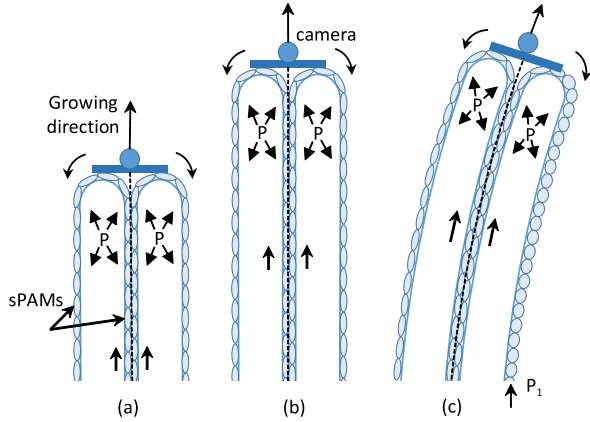 camera
Growing
direction
P
P
P
P
P
P
sPAMs
P1
(a)
(b)
(c)